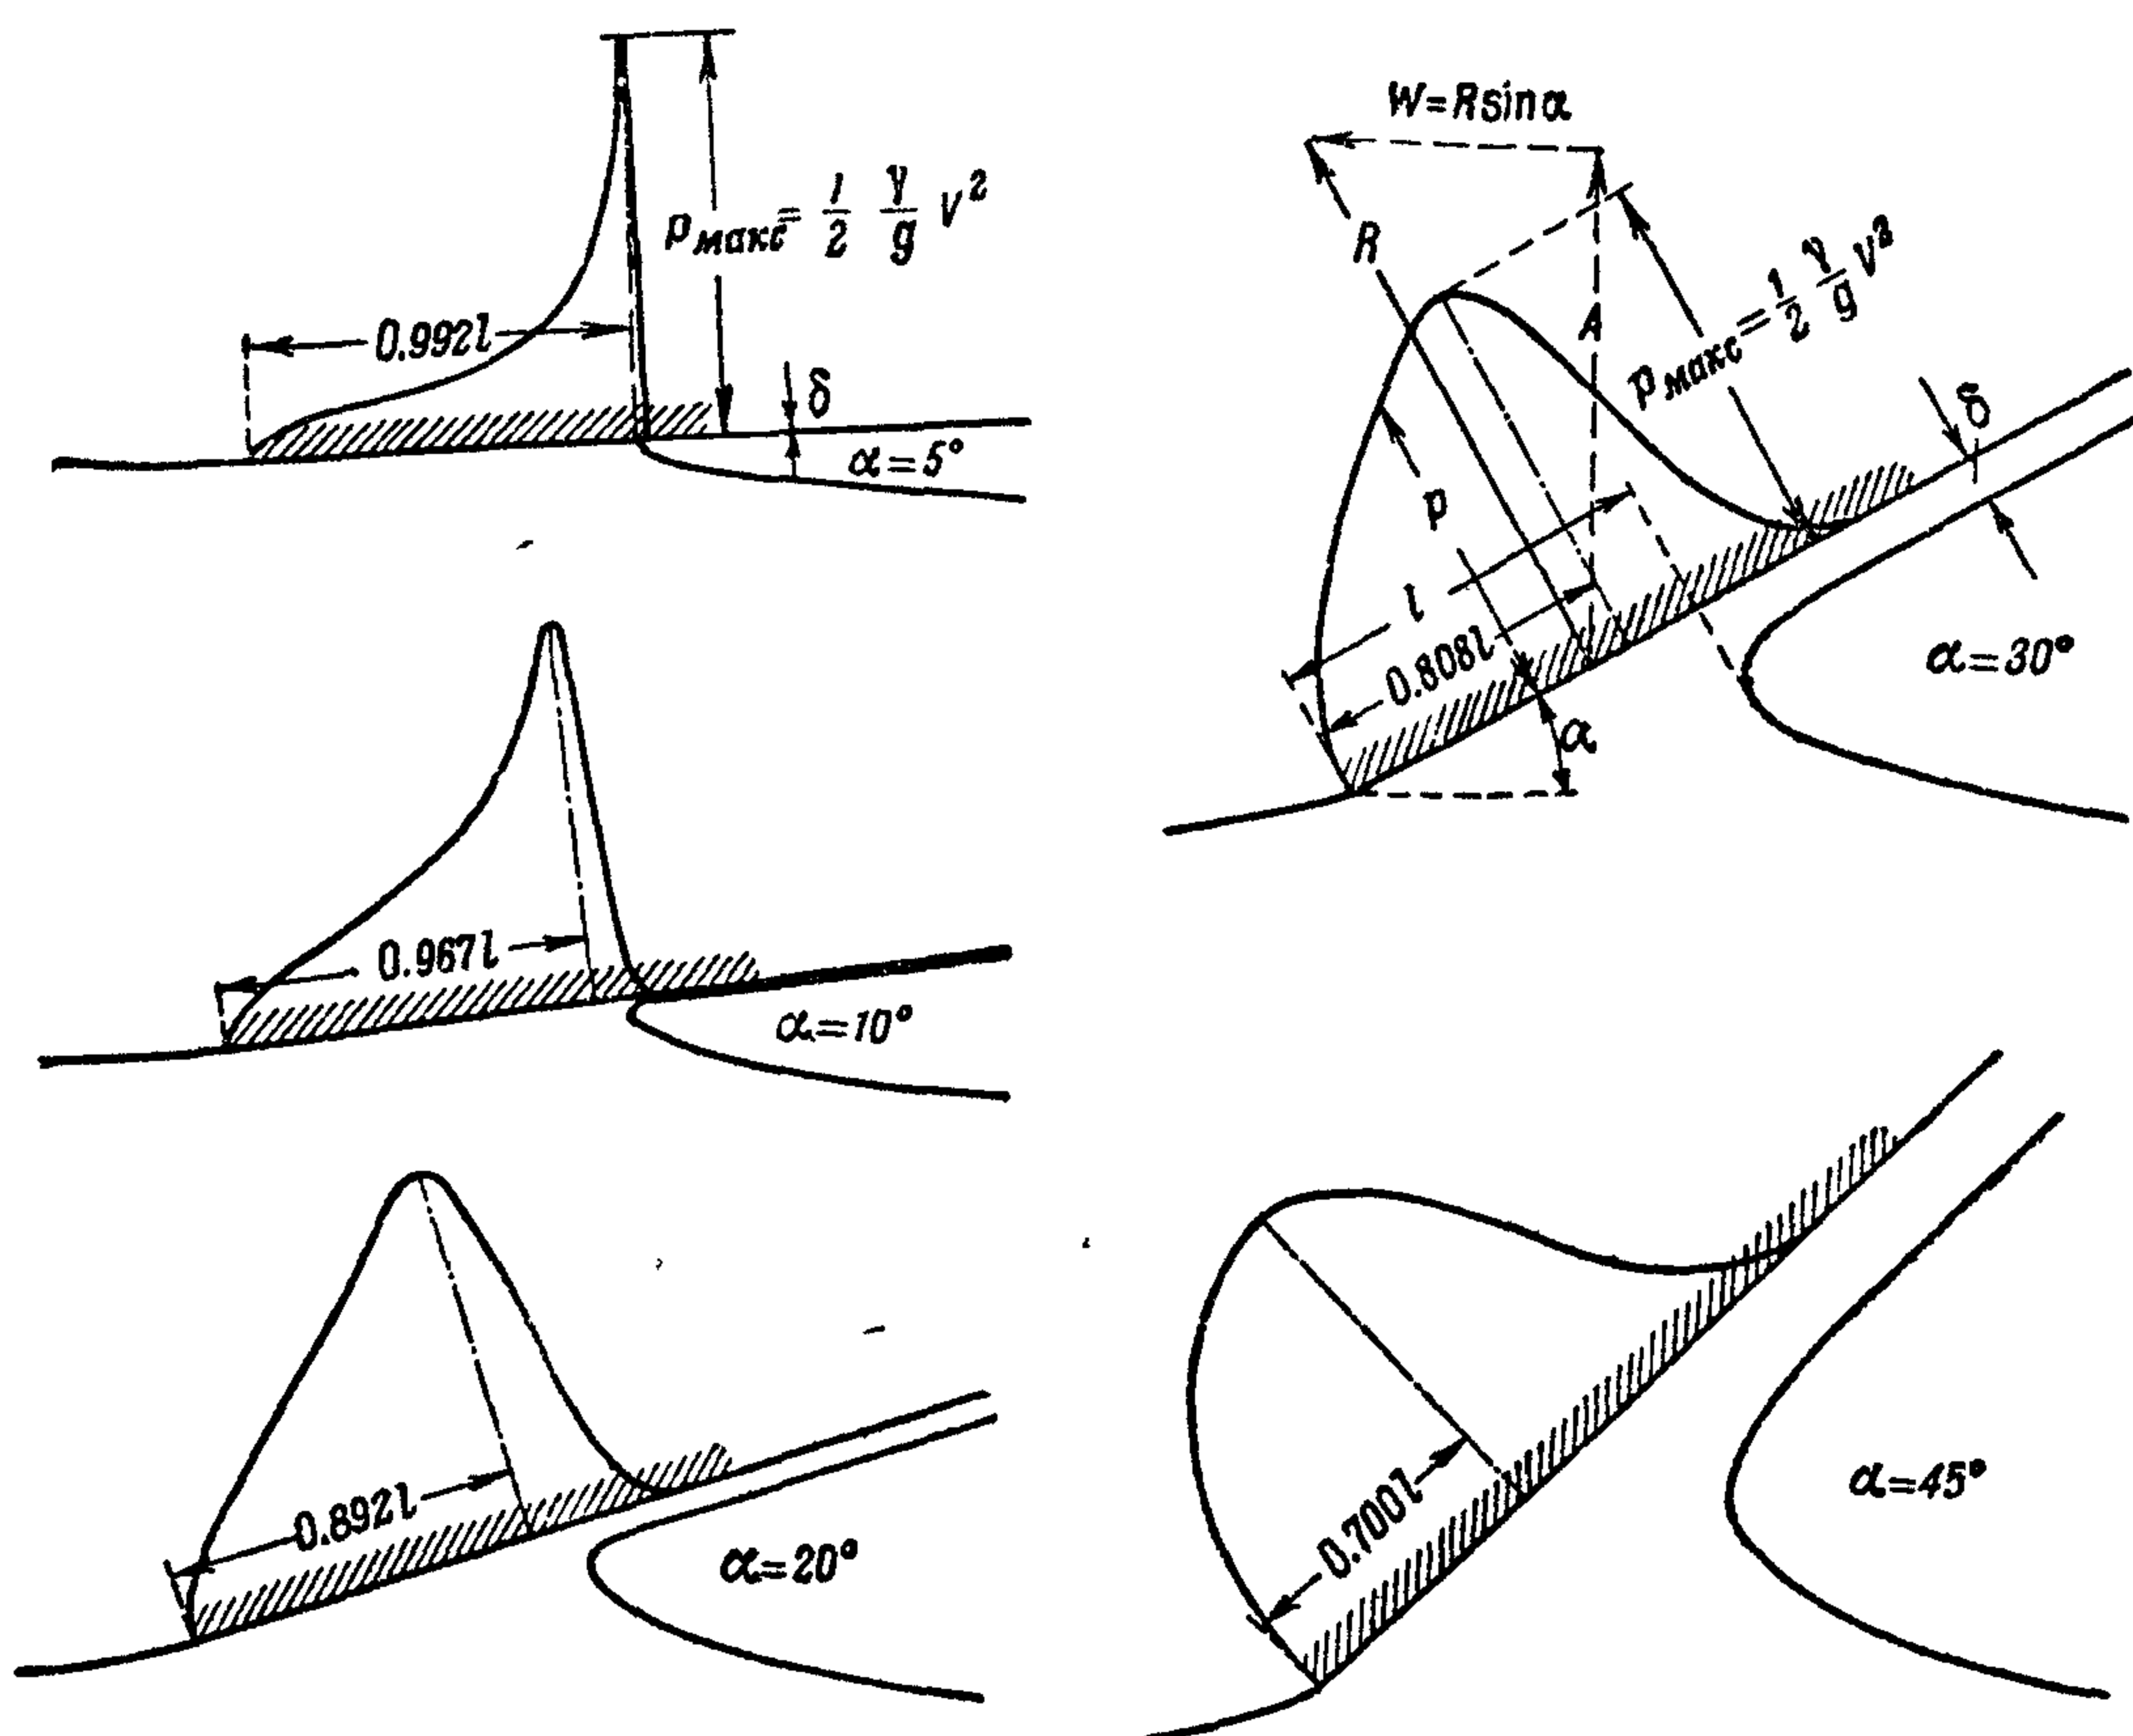 0.992l
pмакс = 1/2 γ/g V²
δ
α=5°
0.967l
α=10°
0.892l
α=20°
W=R sin α
R
A
pмакс = 1/2 γ/g V²
δ
p
l
0.808l
α
α=30°
0.700l
α=45°